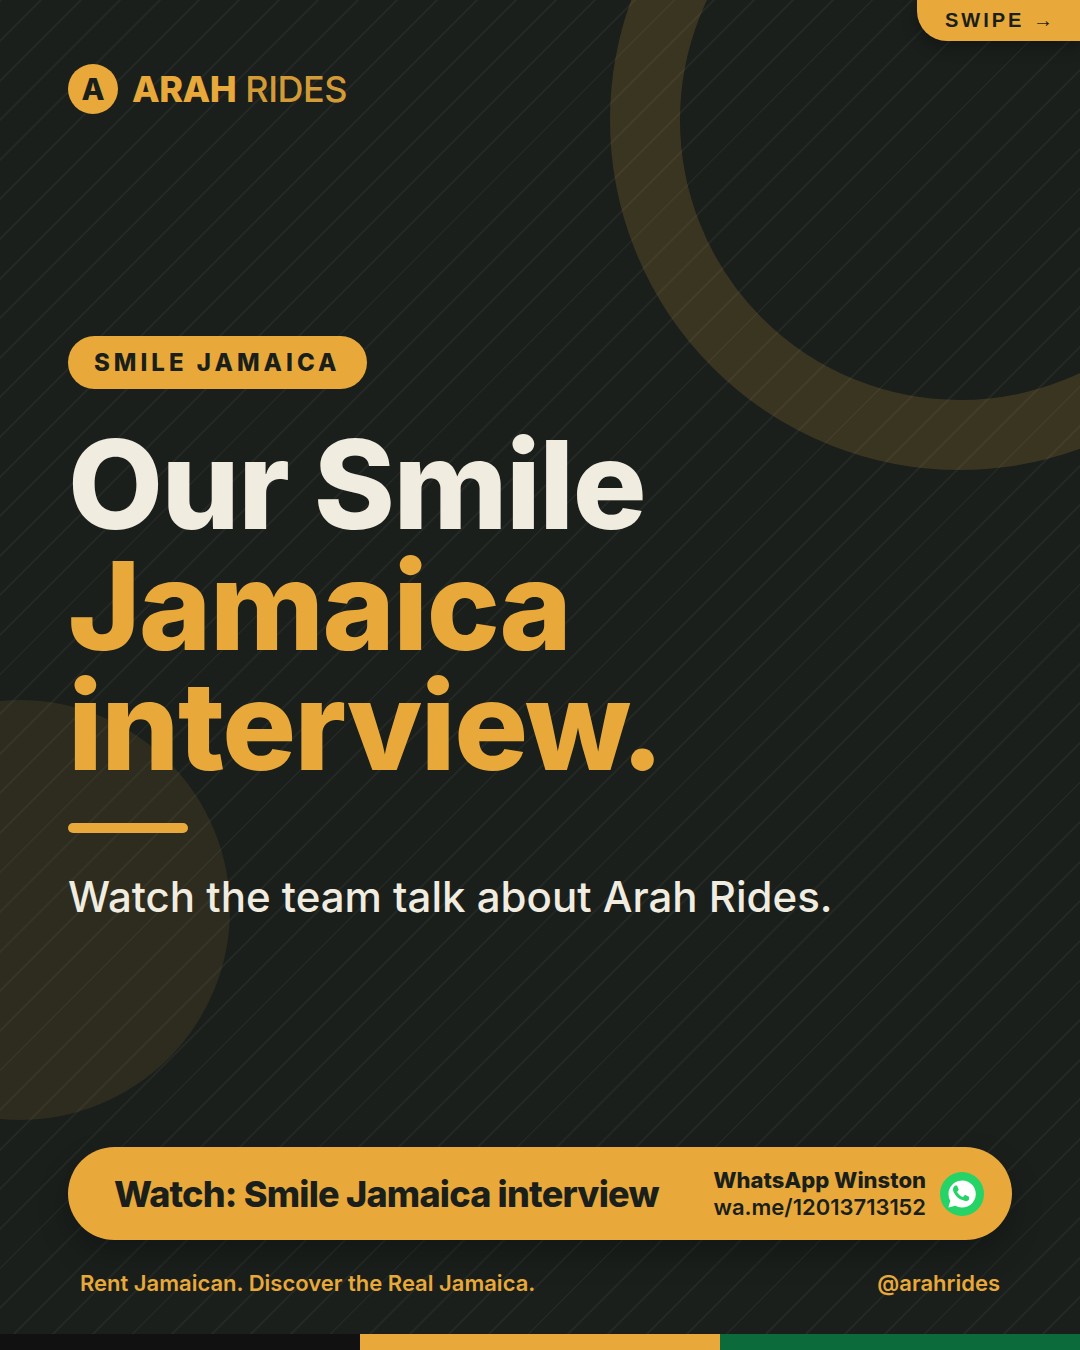 SWIPE →
A ARAH RIDES
SMILE JAMAICA
Our Smile
Jamaica
interview.
Watch the team talk about Arah Rides.
Watch: Smile Jamaica interview
WhatsApp Winston
wa.me/12013713152
Rent Jamaican. Discover the Real Jamaica.
@arahrides